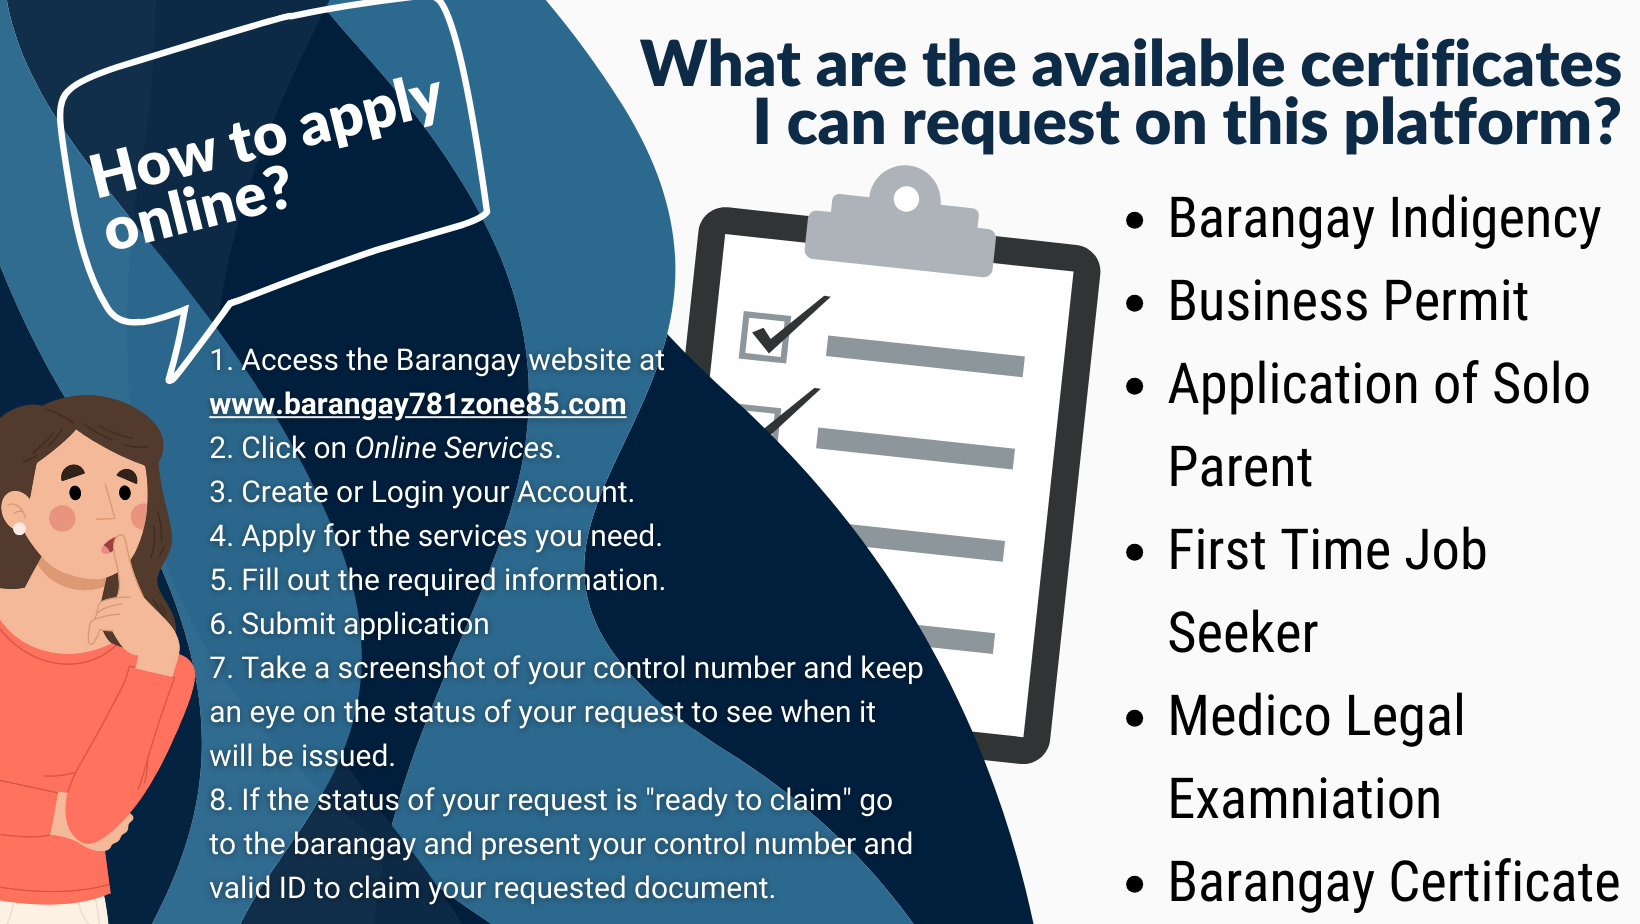 How to apply
online?
1. Access the Barangay website at
www.barangay781zone85.com
2. Click on Online Services.
3. Create or Login your Account.
4. Apply for the services you need.
5. Fill out the required information.
6. Submit application
7. Take a screenshot of your control number and keep
an eye on the status of your request to see when it
will be issued.
8. If the status of your request is "ready to claim" go
to the barangay and present your control number and
valid ID to claim your requested document.
What are the available certificates
I can request on this platform?
• Barangay Indigency
• Business Permit
• Application of Solo
Parent
• First Time Job
Seeker
• Medico Legal
Examniation
• Barangay Certificate